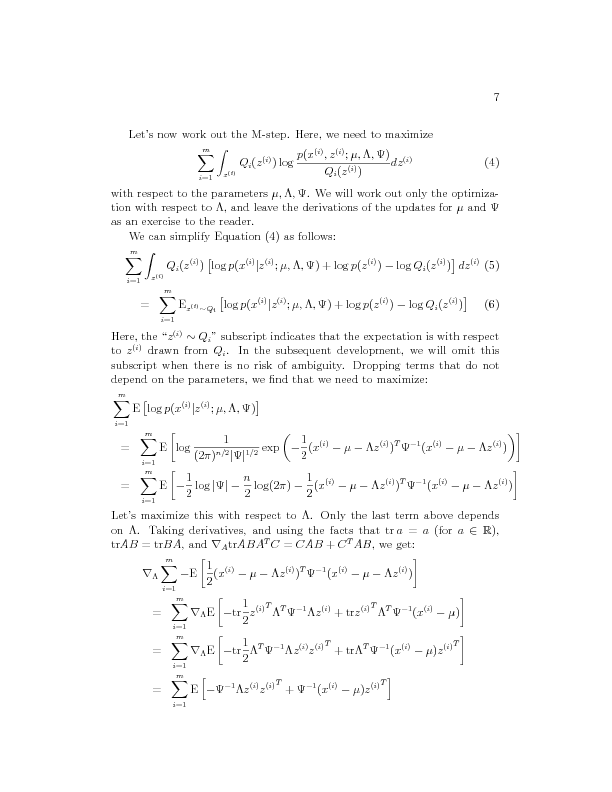 7
Let's now work out the M-step. Here, we need to maximize
$$\sum_{i=1}^{m} \int_{z^{(i)}} Q_i(z^{(i)}) \log \frac{p(x^{(i)}, z^{(i)}; \mu, \Lambda, \Psi)}{Q_i(z^{(i)})} dz^{(i)} \quad (4)$$
with respect to the parameters μ, Λ, Ψ. We will work out only the optimiza-
tion with respect to Λ, and leave the derivations of the updates for μ and Ψ
as an exercise to the reader.
We can simplify Equation (4) as follows:
$$\sum_{i=1}^{m} \int_{z^{(i)}} Q_i(z^{(i)}) \left[ \log p(x^{(i)}|z^{(i)}; \mu, \Lambda, \Psi) + \log p(z^{(i)}) - \log Q_i(z^{(i)}) \right] dz^{(i)} \quad (5)$$
$$= \sum_{i=1}^{m} \mathrm{E}_{z^{(i)} \sim Q_i} \left[ \log p(x^{(i)}|z^{(i)}; \mu, \Lambda, \Psi) + \log p(z^{(i)}) - \log Q_i(z^{(i)}) \right] \quad (6)$$
Here, the "$z^{(i)} \sim Q_i$" subscript indicates that the expectation is with respect
to $z^{(i)}$ drawn from $Q_i$. In the subsequent development, we will omit this
subscript when there is no risk of ambiguity. Dropping terms that do not
depend on the parameters, we find that we need to maximize:
$$\sum_{i=1}^{m} \mathrm{E} \left[ \log p(x^{(i)}|z^{(i)}; \mu, \Lambda, \Psi) \right]$$
$$= \sum_{i=1}^{m} \mathrm{E} \left[ \log \frac{1}{(2\pi)^{n/2} |\Psi|^{1/2}} \exp \left( -\frac{1}{2} (x^{(i)} - \mu - \Lambda z^{(i)})^T \Psi^{-1} (x^{(i)} - \mu - \Lambda z^{(i)}) \right) \right]$$
$$= \sum_{i=1}^{m} \mathrm{E} \left[ -\frac{1}{2} \log |\Psi| - \frac{n}{2} \log(2\pi) - \frac{1}{2} (x^{(i)} - \mu - \Lambda z^{(i)})^T \Psi^{-1} (x^{(i)} - \mu - \Lambda z^{(i)}) \right]$$
Let's maximize this with respect to Λ. Only the last term above depends
on Λ. Taking derivatives, and using the facts that tr $a = a$ (for $a \in \mathbb{R}$),
tr$AB$ = tr$BA$, and $\nabla_A \mathrm{tr} ABA^T C = CAB + C^T AB$, we get:
$$\nabla_\Lambda \sum_{i=1}^{m} -\mathrm{E} \left[ \frac{1}{2} (x^{(i)} - \mu - \Lambda z^{(i)})^T \Psi^{-1} (x^{(i)} - \mu - \Lambda z^{(i)}) \right]$$
$$= \sum_{i=1}^{m} \nabla_\Lambda \mathrm{E} \left[ -\mathrm{tr} \frac{1}{2} z^{(i)^T} \Lambda^T \Psi^{-1} \Lambda z^{(i)} + \mathrm{tr} z^{(i)^T} \Lambda^T \Psi^{-1} (x^{(i)} - \mu) \right]$$
$$= \sum_{i=1}^{m} \nabla_\Lambda \mathrm{E} \left[ -\mathrm{tr} \frac{1}{2} \Lambda^T \Psi^{-1} \Lambda z^{(i)} z^{(i)^T} + \mathrm{tr} \Lambda^T \Psi^{-1} (x^{(i)} - \mu) z^{(i)^T} \right]$$
$$= \sum_{i=1}^{m} \mathrm{E} \left[ -\Psi^{-1} \Lambda z^{(i)} z^{(i)^T} + \Psi^{-1} (x^{(i)} - \mu) z^{(i)^T} \right]$$